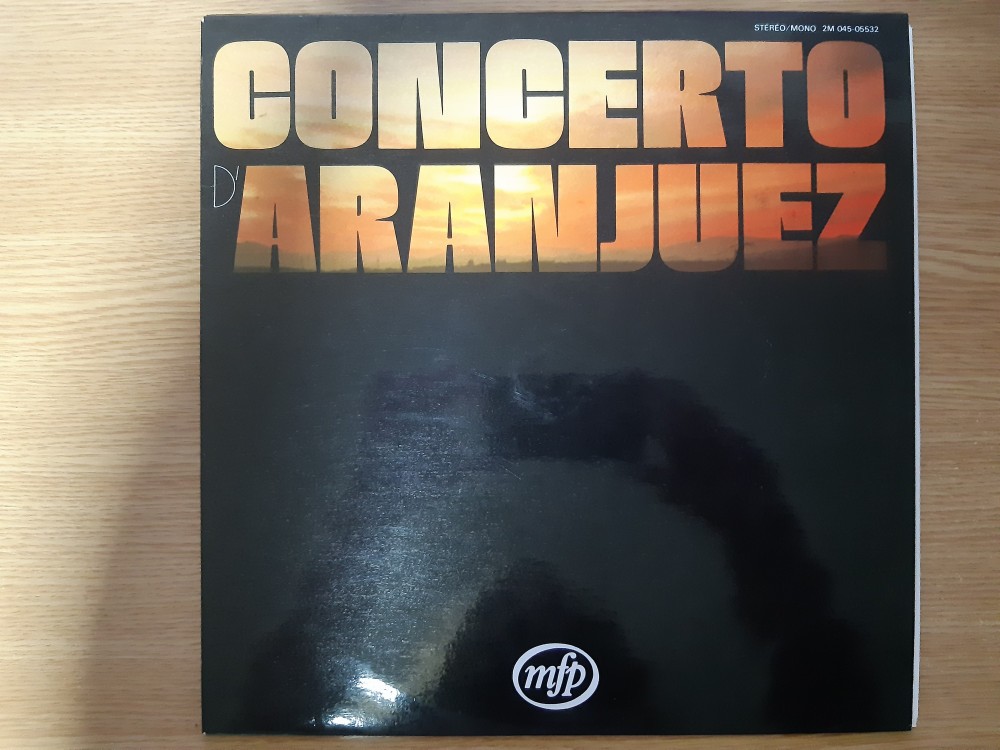 STÉRÉO/MONO 2M 045-05532
CONCERTO
D'ARANJUEZ
mfp